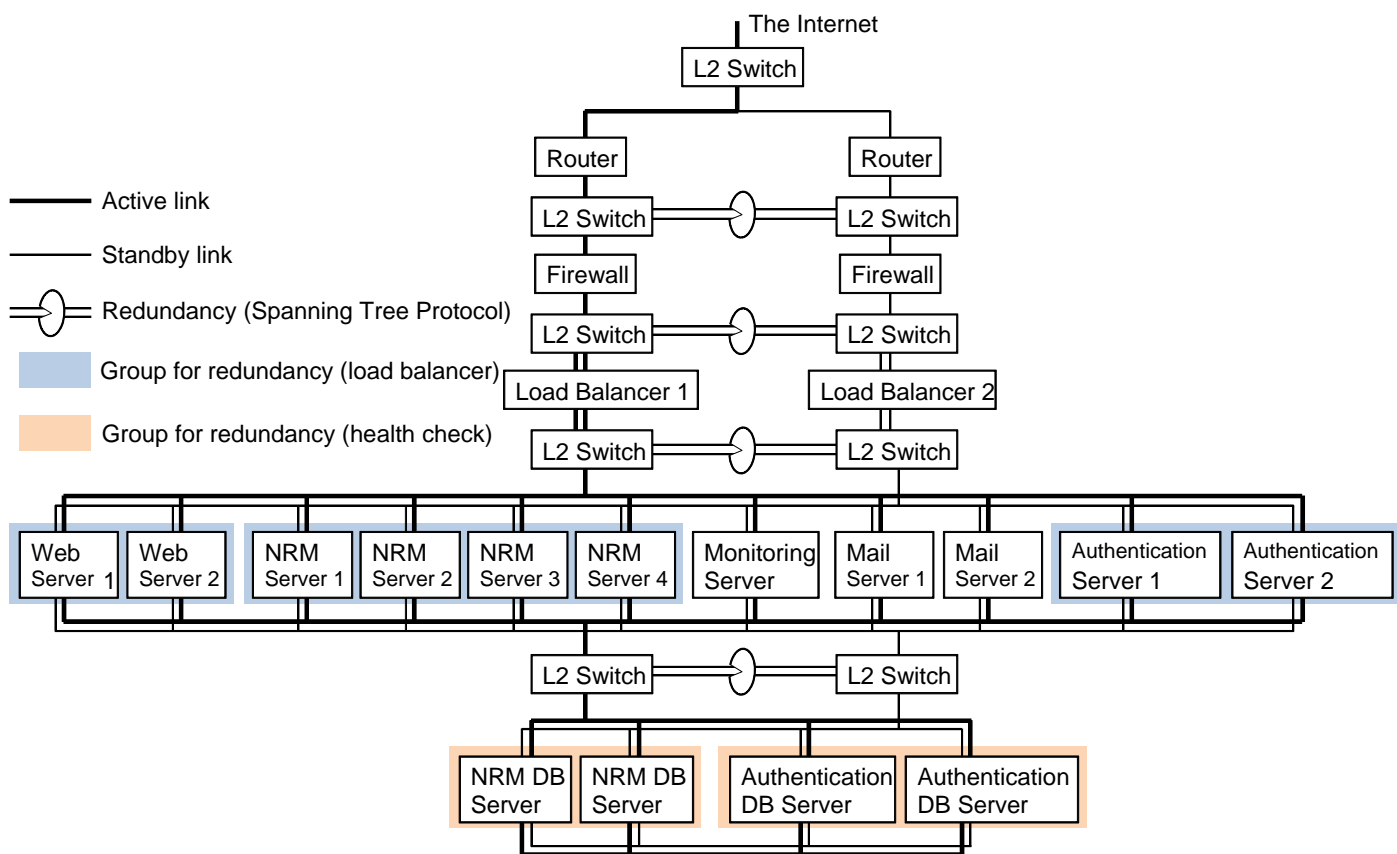 The Internet
L2 Switch
Router
Router
Active link
L2 Switch
L2 Switch
Standby link
Firewall
Firewall
Redundancy (Spanning Tree Protocol)
L2 Switch
L2 Switch
Group for redundancy (load balancer)
Load Balancer 1
Load Balancer 2
Group for redundancy (health check)
L2 Switch
L2 Switch
Web
Server 1
Web
Server 2
NRM
Server 1
NRM
Server 2
NRM
Server 3
NRM
Server 4
Monitoring
Server
Mail
Server 1
Mail
Server 2
Authentication
Server 1
Authentication
Server 2
L2 Switch
L2 Switch
NRM DB
Server
NRM DB
Server
Authentication
DB Server
Authentication
DB Server